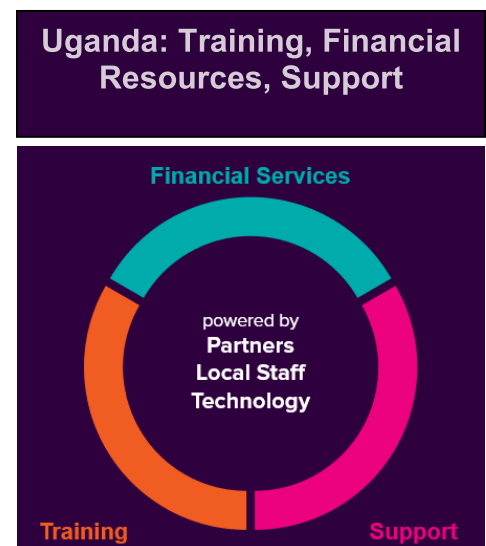 Uganda: Training, Financial
Resources, Support
Financial Services
powered by
Partners
Local Staff
Technology
Training
Support